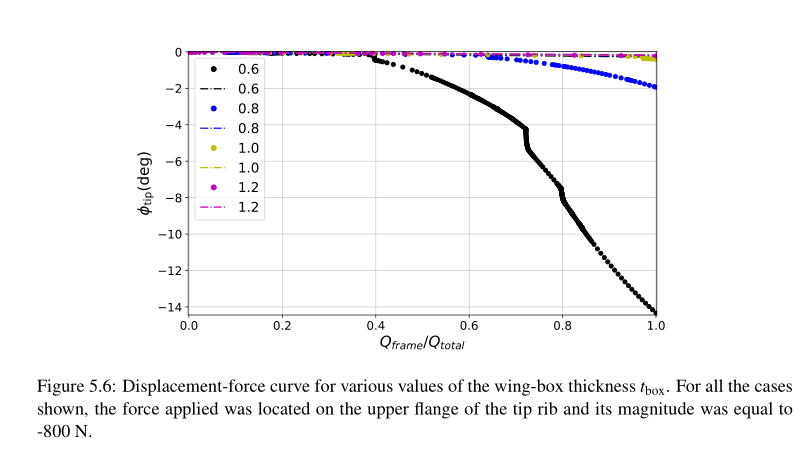 0
−2
−4
−6
−8
−10
−12
−14
ϕtip(deg)
0.6
0.6
0.8
0.8
1.0
1.0
1.2
1.2
0.0 0.2 0.4 0.6 0.8 1.0
Qframe/Qtotal
Figure 5.6: Displacement-force curve for various values of the wing-box thickness tbox. For all the cases
shown, the force applied was located on the upper flange of the tip rib and its magnitude was equal to
-800 N.